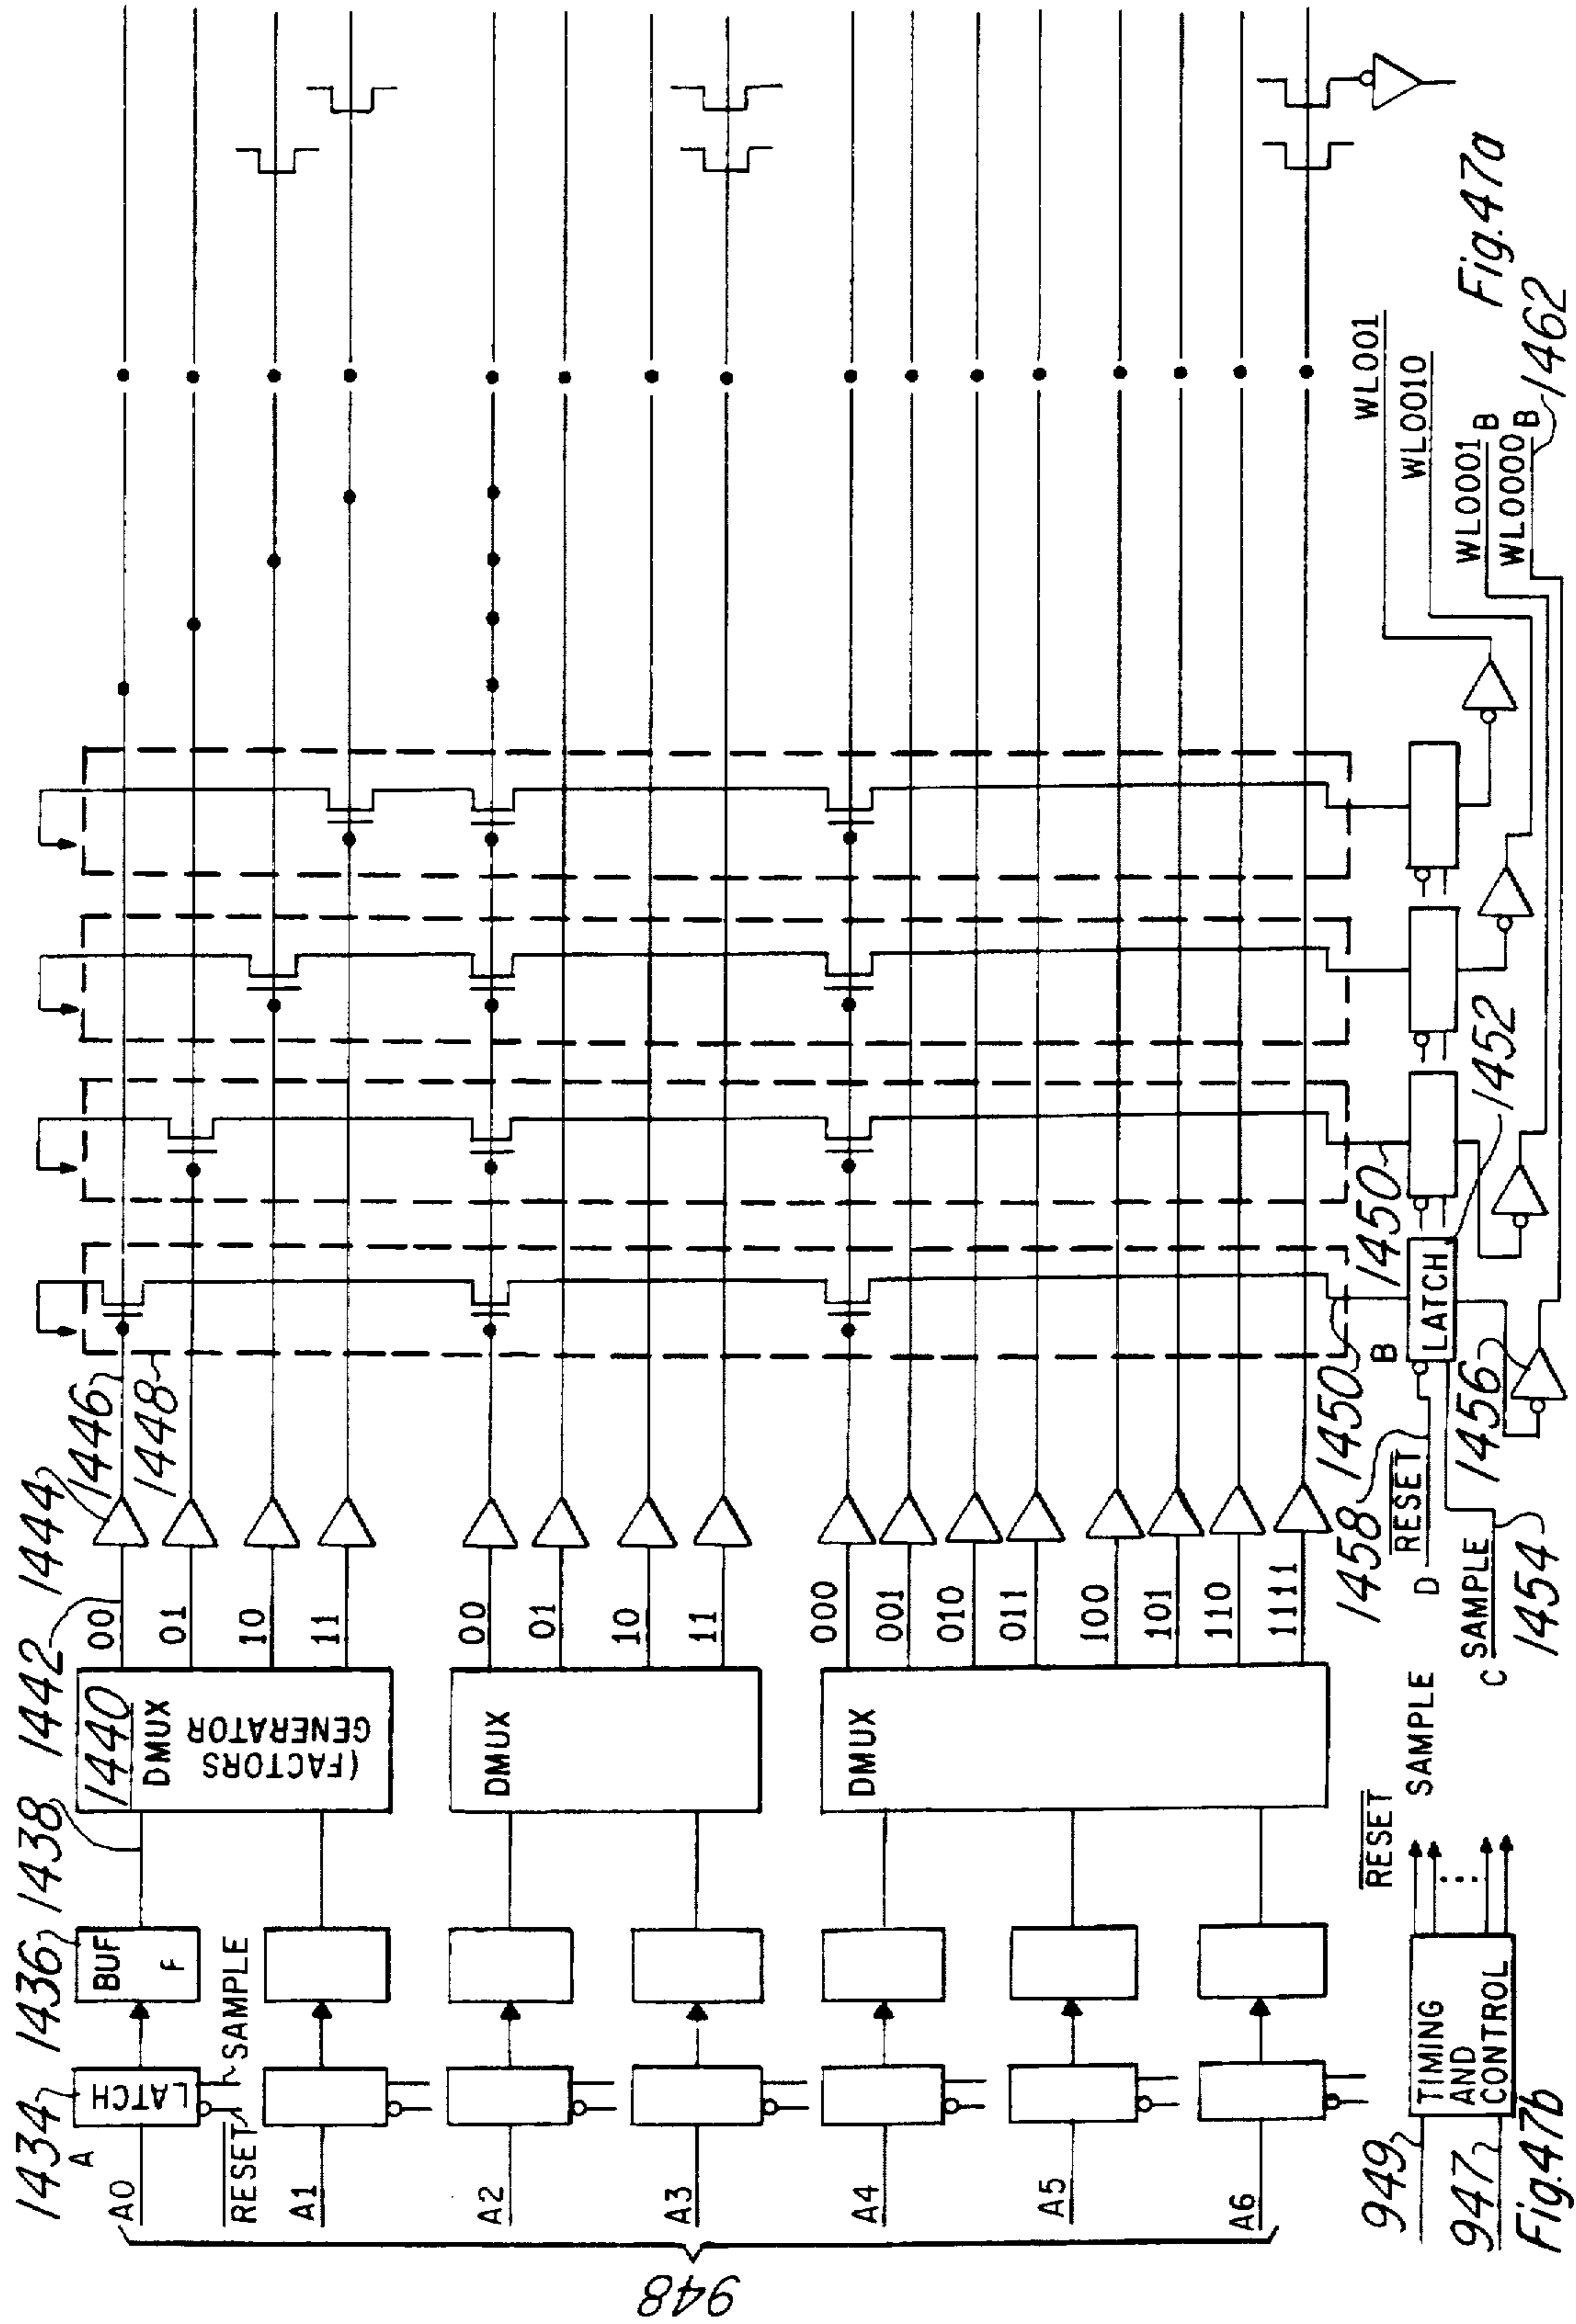 1434
1436
1438
1442
1444
1446
1448
A
A0
LATCH
BUF
F
1440
DMUX
(FACTORS
GENERATOR
00
01
10
11
RESET
SAMPLE
A1
A2
A3
DMUX
00
01
10
11
A4
A5
A6
DMUX
000
001
010
011
100
101
110
1111
948
1450
1450
B
LATCH
1452
1458
RESET
D
1456
C SAMPLE
1454
WL001
WL0010
WL0001 B
WL0000 B
1462
Fig.47a
949
947
TIMING
AND
CONTROL
RESET
SAMPLE
Fig.47b